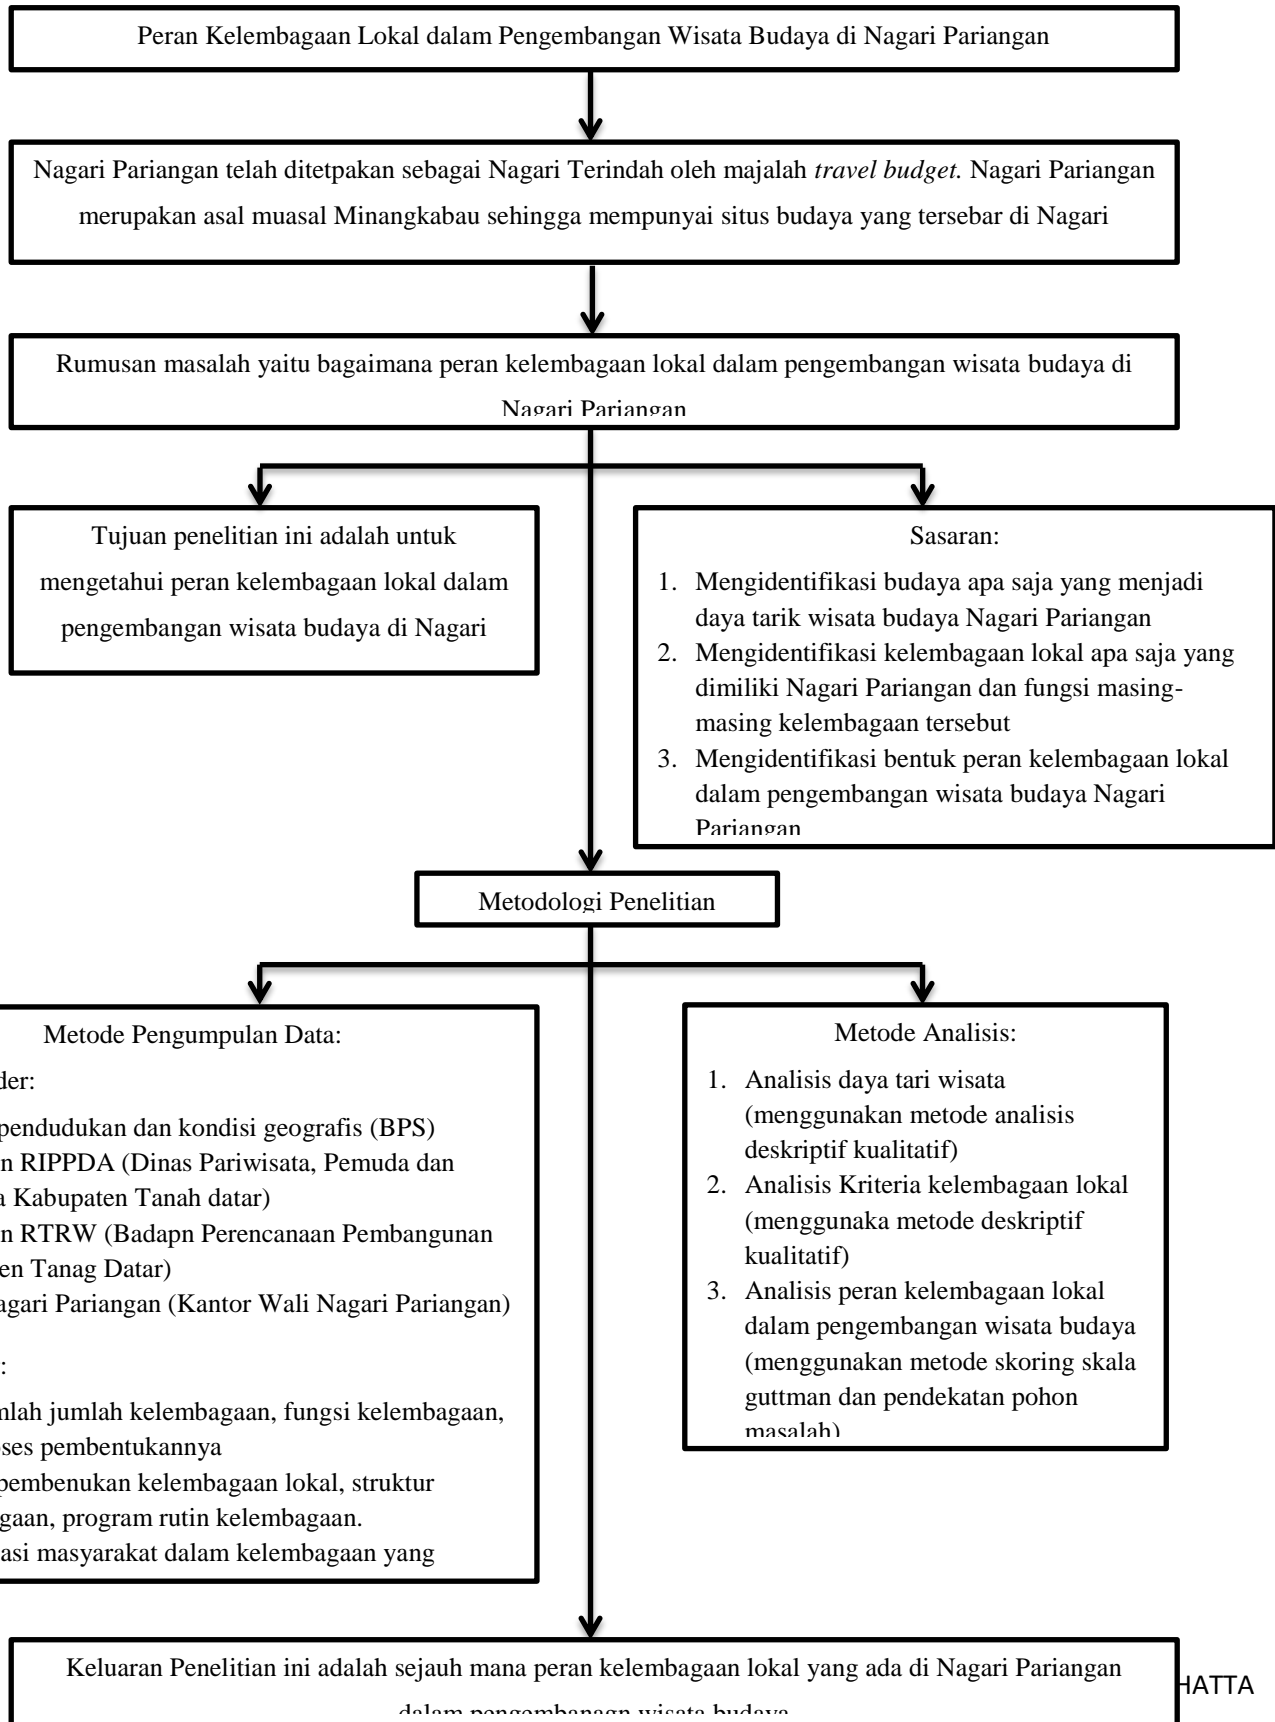 Peran Kelembagaan Lokal dalam Pengembangan Wisata Budaya di Nagari Pariangan
Nagari Pariangan telah ditetpakan sebagai Nagari Terindah oleh majalah travel budget. Nagari Pariangan
merupakan asal muasal Minangkabau sehingga mempunyai situs budaya yang tersebar di Nagari
Rumusan masalah yaitu bagaimana peran kelembagaan lokal dalam pengembangan wisata budaya di
Nagari Pariangan
Tujuan penelitian ini adalah untuk
mengetahui peran kelembagaan lokal dalam
pengembangan wisata budaya di Nagari
Sasaran:
1. Mengidentifikasi budaya apa saja yang menjadi
daya tarik wisata budaya Nagari Pariangan
2. Mengidentifikasi kelembagaan lokal apa saja yang
dimiliki Nagari Pariangan dan fungsi masing-
masing kelembagaan tersebut
3. Mengidentifikasi bentuk peran kelembagaan lokal
dalam pengembangan wisata budaya Nagari
Pariangan
Metodologi Penelitian
Metode Pengumpulan Data:
der:
pendudukan dan kondisi geografis (BPS)
n RIPPDA (Dinas Pariwisata, Pemuda dan
a Kabupaten Tanah datar)
n RTRW (Badapn Perencanaan Pembangunan
en Tanag Datar)
agari Pariangan (Kantor Wali Nagari Pariangan)
:
mlah jumlah kelembagaan, fungsi kelembagaan,
ses pembentukannya
pembenukan kelembagaan lokal, struktur
gaan, program rutin kelembagaan.
asi masyarakat dalam kelembagaan yang
Metode Analisis:
1. Analisis daya tari wisata
(menggunakan metode analisis
deskriptif kualitatif)
2. Analisis Kriteria kelembagaan lokal
(menggunaka metode deskriptif
kualitatif)
3. Analisis peran kelembagaan lokal
dalam pengembangan wisata budaya
(menggunakan metode skoring skala
guttman dan pendekatan pohon
masalah)
Keluaran Penelitian ini adalah sejauh mana peran kelembagaan lokal yang ada di Nagari Pariangan
dalam pengembanagn wisata budaya
HATTA